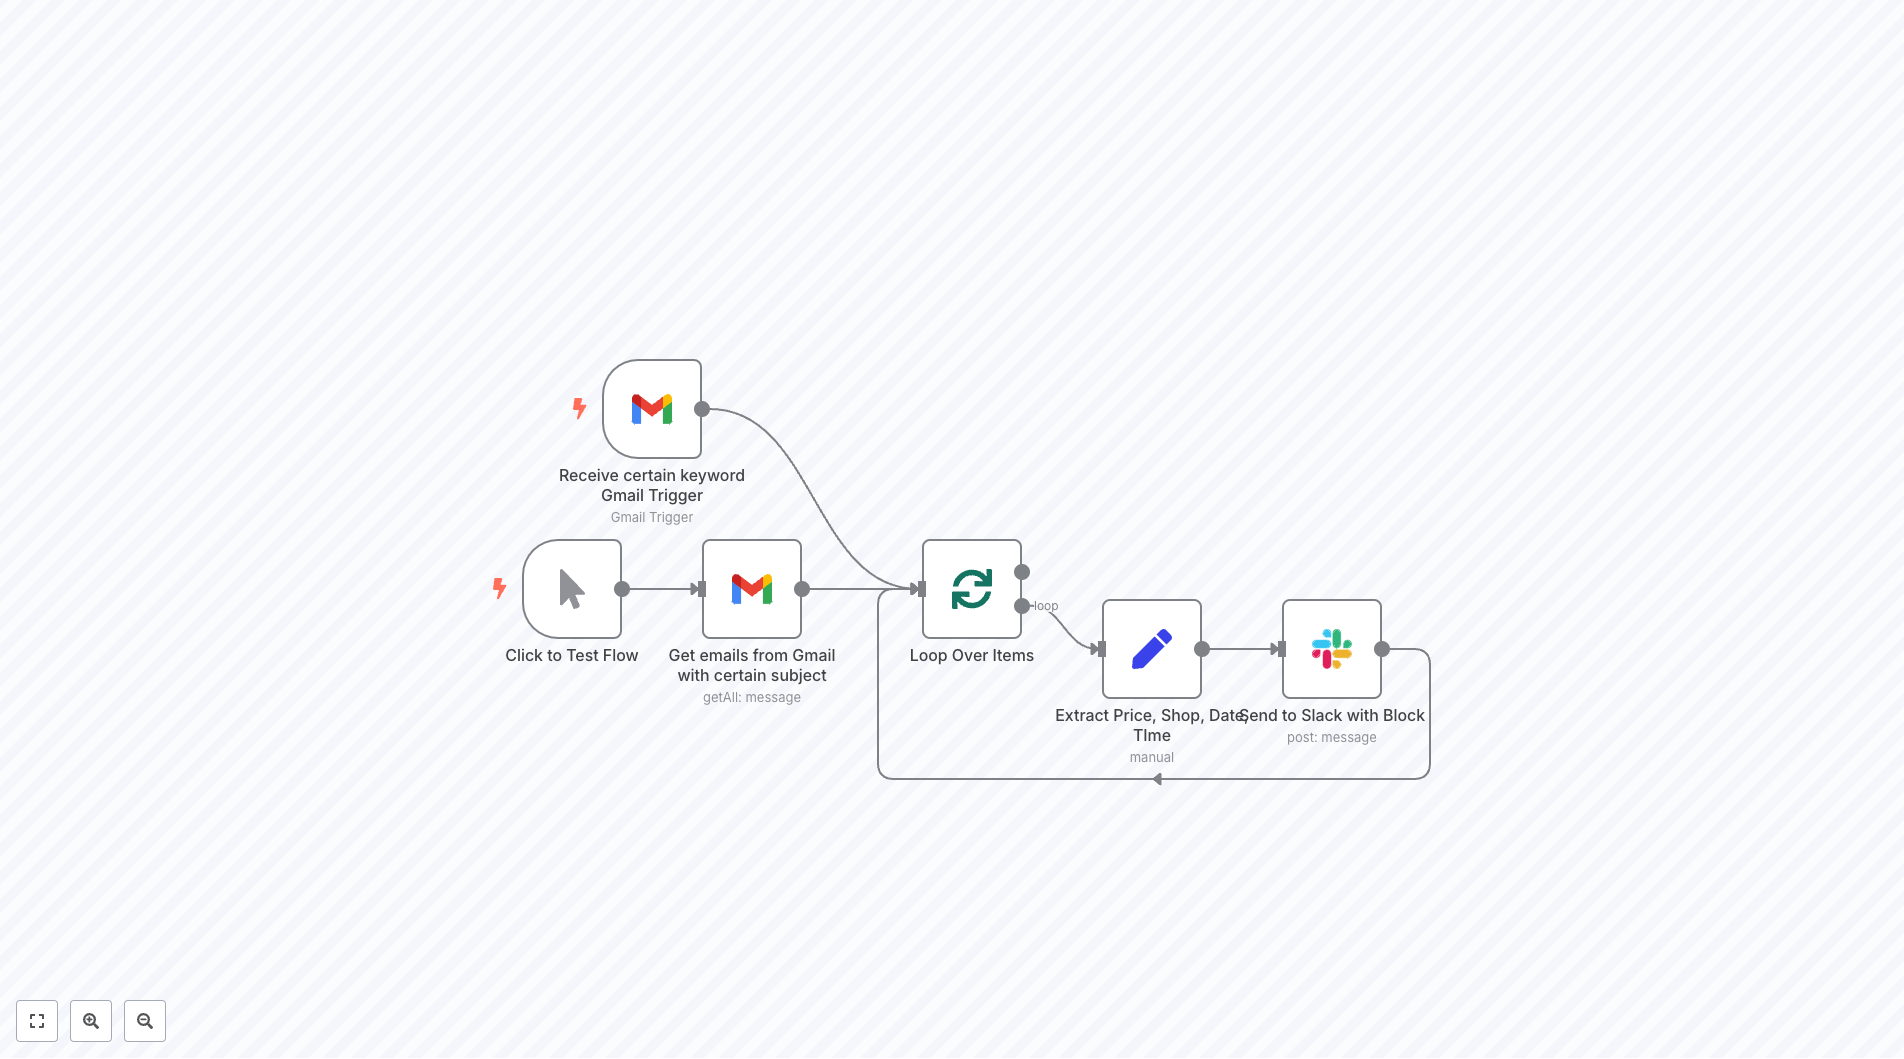 Receive certain keyword
Gmail Trigger
Gmail Trigger
Click to Test Flow
Get emails from Gmail
with certain subject
getAll: message
Loop Over Items
loop
Extract Price, Shop, Date,
TIme
manual
Send to Slack with Block
post: message